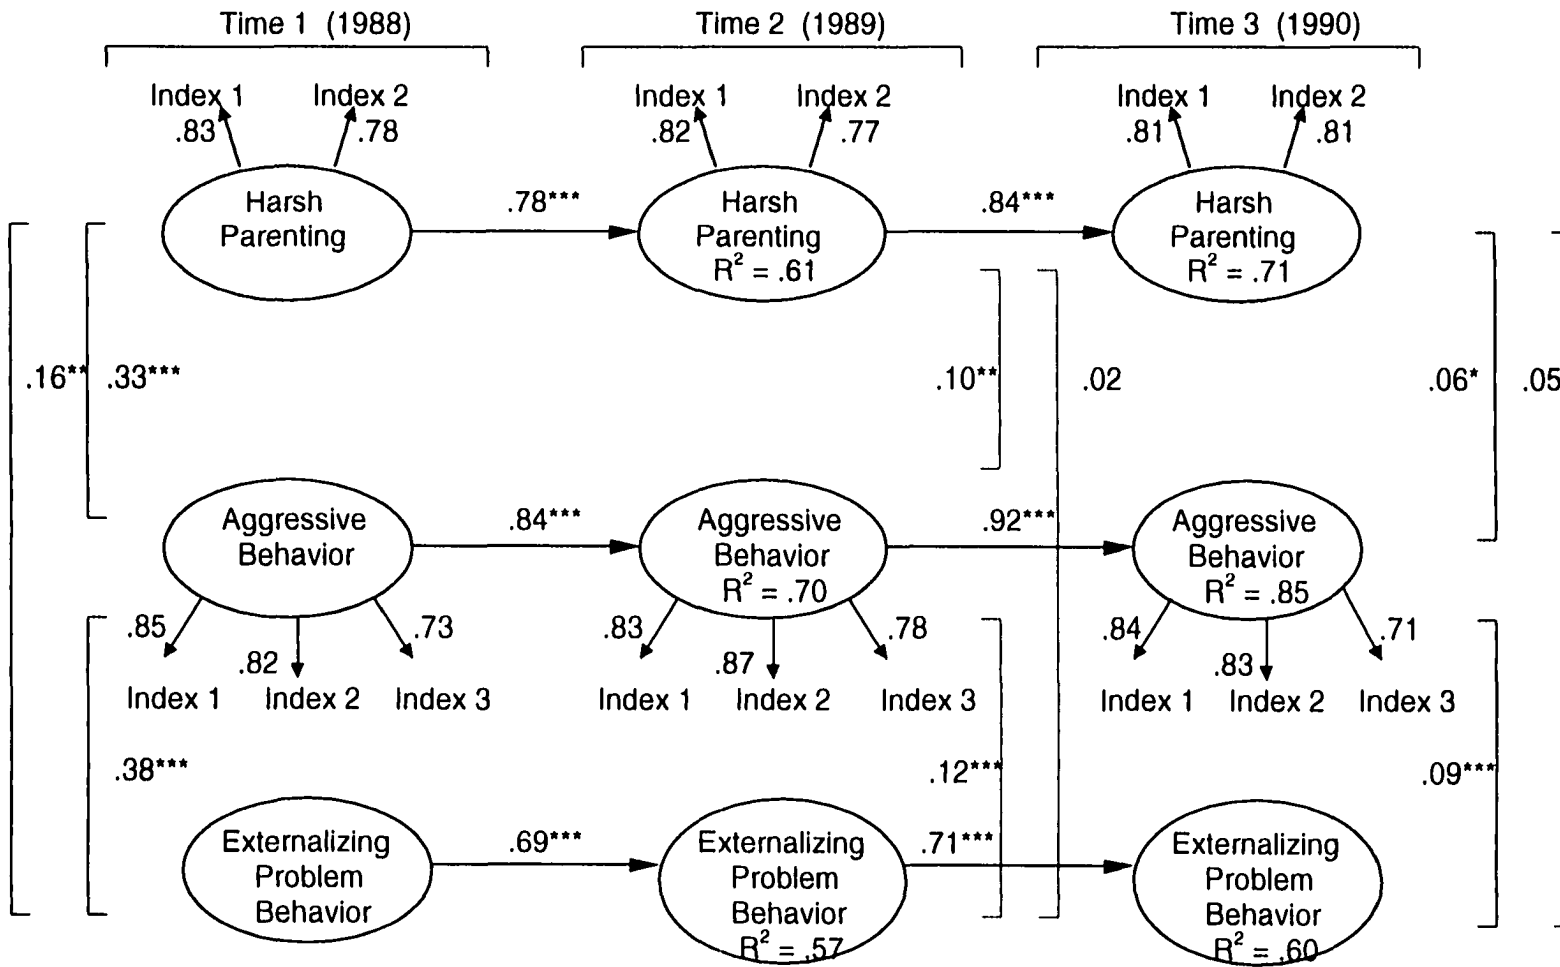 Time 1 (1988)
Time 2 (1989)
Time 3 (1990)
Index 1
Index 2
Index 1
Index 2
Index 1
Index 2
.83
.78
.82
.77
.81
.81
Harsh
Parenting
.78***
Harsh
Parenting
R² = .61
.84***
Harsh
Parenting
R² = .71
.16**
.33***
.10**
.02
.06*
.05
Aggressive
Behavior
.84***
Aggressive
Behavior
R² = .70
.92***
Aggressive
Behavior
R² = .85
.85
.82
.73
.83
.87
.78
.84
.83
.71
Index 1
Index 2
Index 3
Index 1
Index 2
Index 3
Index 1
Index 2
Index 3
.38***
.12***
.09***
Externalizing
Problem
Behavior
.69***
Externalizing
Problem
Behavior
R² = .57
.71***
Externalizing
Problem
Behavior
R² = .60